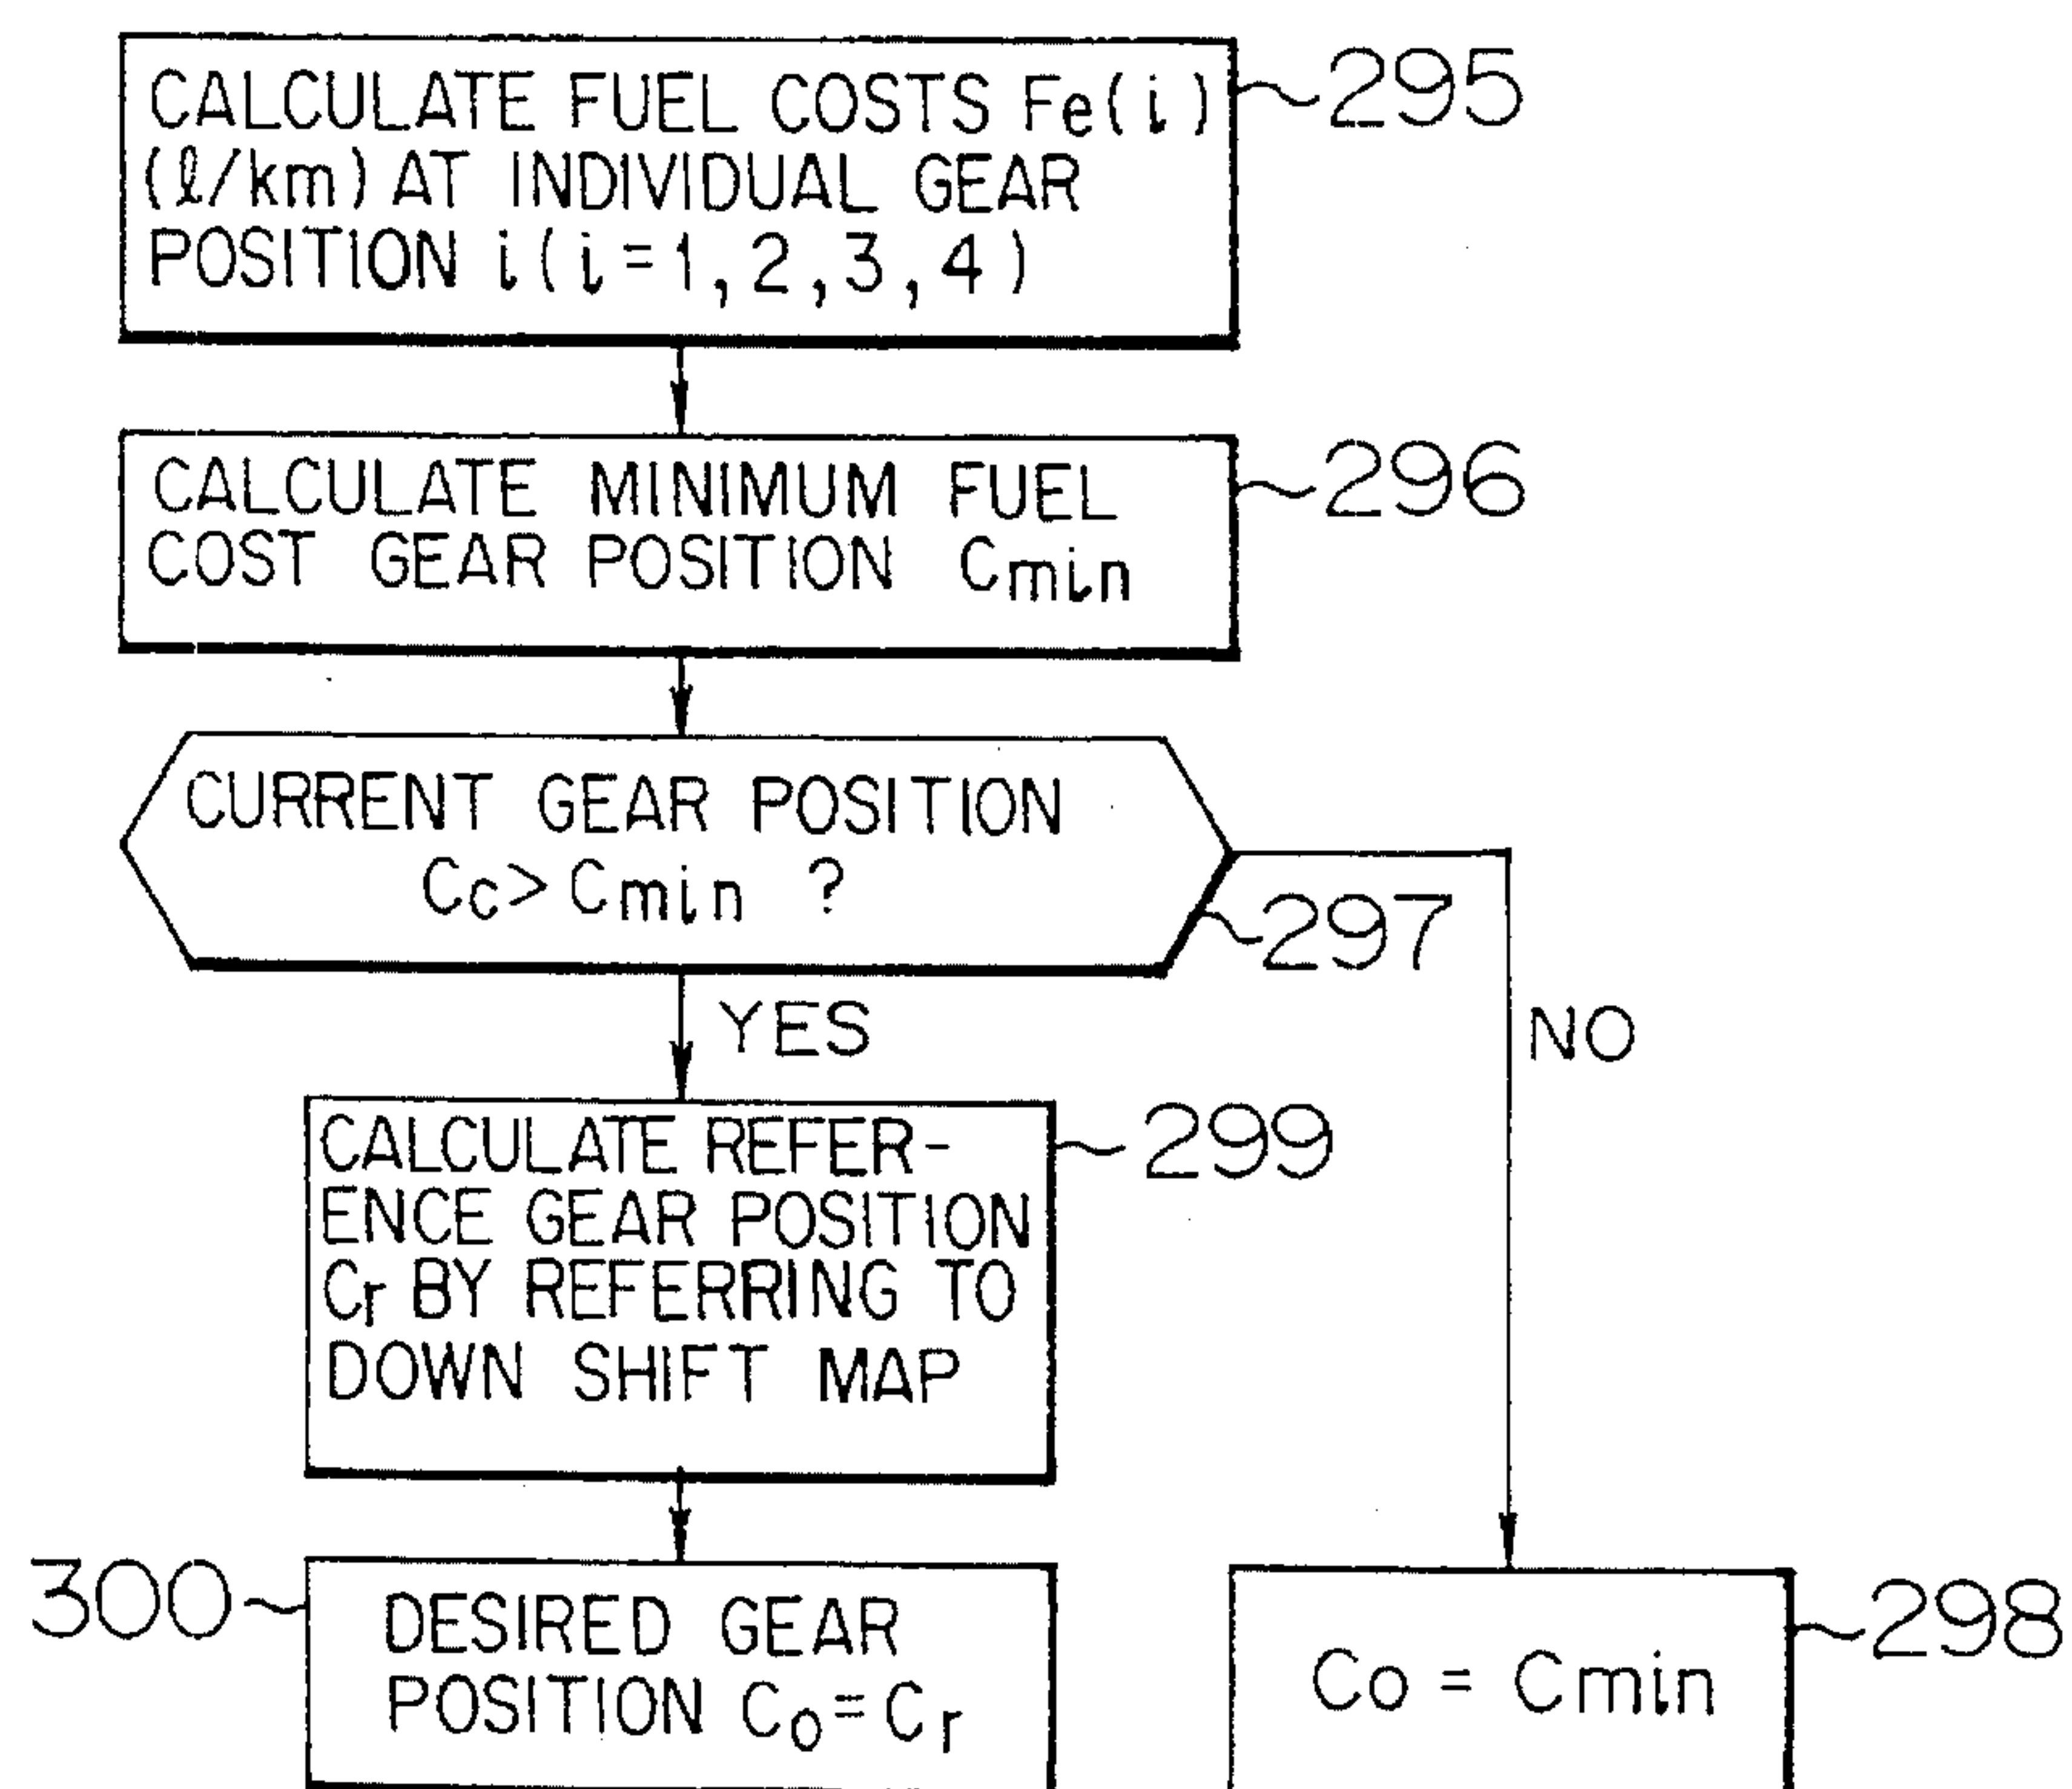 CALCULATE FUEL COSTS Fe(i)
(ℓ/km) AT INDIVIDUAL GEAR
POSITION i(i=1,2,3,4)
295
CALCULATE MINIMUM FUEL
COST GEAR POSITION Cmin
296
CURRENT GEAR POSITION
Cc> Cmin ?
297
YES
NO
CALCULATE REFER-
ENCE GEAR POSITION
Cr BY REFERRING TO
DOWN SHIFT MAP
299
300
DESIRED GEAR
POSITION Co=Cr
Co = Cmin
298